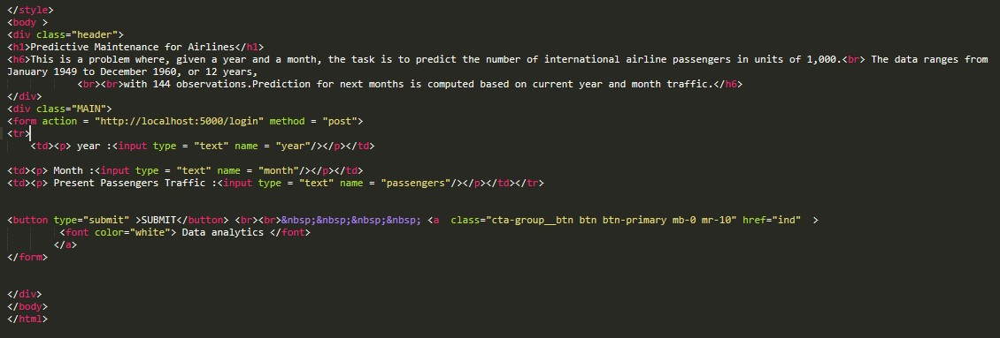 </style>
<body >
<div class="header">
<h1>Predictive Maintenance for Airlines</h1>
<h6>This is a problem where, given a year and a month, the task is to predict the number of international airline passengers in units of 1,000.<br> The data ranges from
January 1949 to December 1960, or 12 years,
<br><br>with 144 observations.Prediction for next months is computed based on current year and month traffic.</h6>
</div>
<div class="MAIN">
<form action = "http://localhost:5000/login" method = "post">
<tr>
<td><p> year :<input type = "text" name = "year"/></p></td>
<td><p> Month :<input type = "text" name = "month"/></p></td>
<td><p> Present Passengers Traffic :<input type = "text" name = "passengers"/></p></td></tr>
<button type="submit" >SUBMIT</button> <br><br>&nbsp;&nbsp;&nbsp;&nbsp; <a  class="cta-group__btn btn btn-primary mb-0 mr-10" href="ind"  >
<font color="white"> Data analytics </font>
</a>
</form>
</div>
</body>
</html>